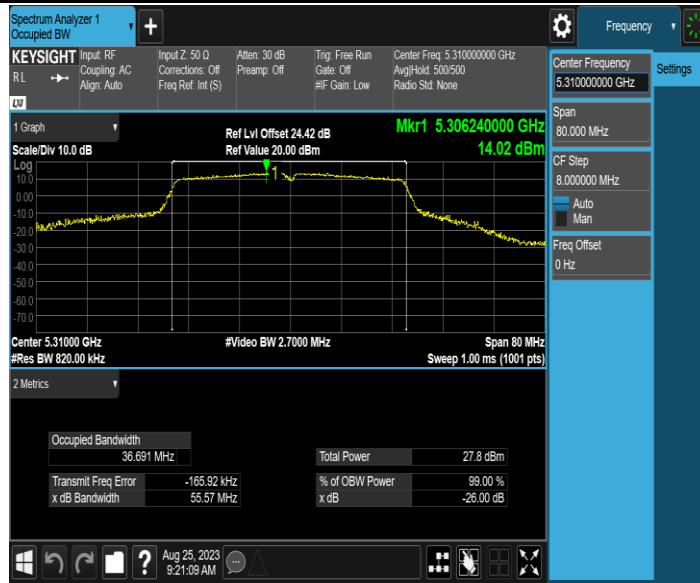 Spectrum Analyzer 1
Occupied BW
+
Frequency
KEYSIGHT
RL
LXI
Input: RF
Coupling: AC
Align: Auto
Input Z: 50 Ω
Corrections: Off
Freq Ref: Int (S)
Atten: 30 dB
Preamp: Off
Trig: Free Run
Gate: Off
#IF Gain: Low
Center Freq: 5.310000000 GHz
Avg|Hold: 500/500
Radio Std: None
Center Frequency
5.310000000 GHz
Settings
Span
80.000 MHz
CF Step
8.000000 MHz
Auto
Man
Freq Offset
0 Hz
1 Graph
Scale/Div 10.0 dB
Ref Lvl Offset 24.42 dB
Ref Value 20.00 dBm
Mkr1 5.306240000 GHz
14.02 dBm
Log
10.0
0.00
-10.0
-20.0
-30.0
-40.0
-50.0
-60.0
-70.0
1
Center 5.31000 GHz
#Res BW 820.00 kHz
#Video BW 2.7000 MHz
Span 80 MHz
Sweep 1.00 ms (1001 pts)
2 Metrics
Occupied Bandwidth
36.691 MHz
Total Power 27.8 dBm
Transmit Freq Error -165.92 kHz
% of OBW Power 99.00 %
x dB Bandwidth 55.57 MHz
x dB -26.00 dB
?
Aug 25, 2023
9:21:09 AM